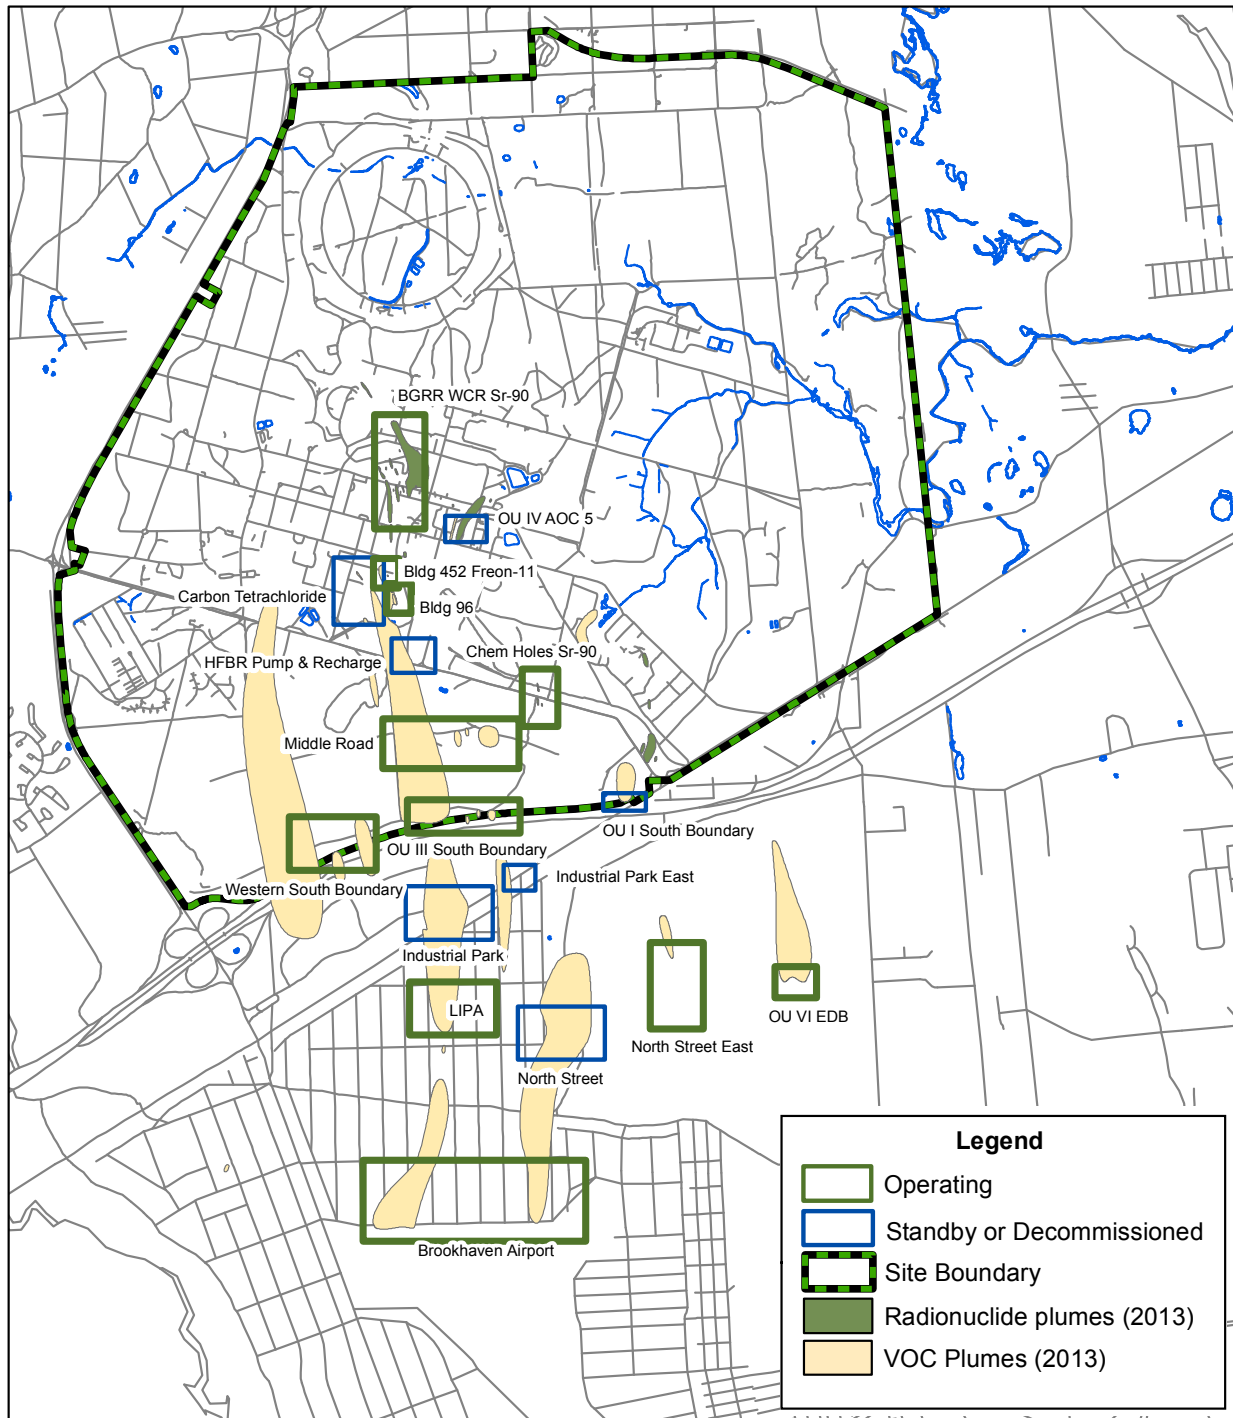 BGRR WCR Sr-90
OU IV AOC 5
Bldg 452 Freon-11
Carbon Tetrachloride
Bldg 96
Chem Holes Sr-90
HFBR Pump & Recharge
Middle Road
OU I South Boundary
OU III South Boundary
Industrial Park East
Western South Boundary
Industrial Park
LIPA
OU VI EDB
North Street East
North Street
Brookhaven Airport
Legend
Operating
Standby or Decommissioned
Site Boundary
Radionuclide plumes (2013)
VOC Plumes (2013)